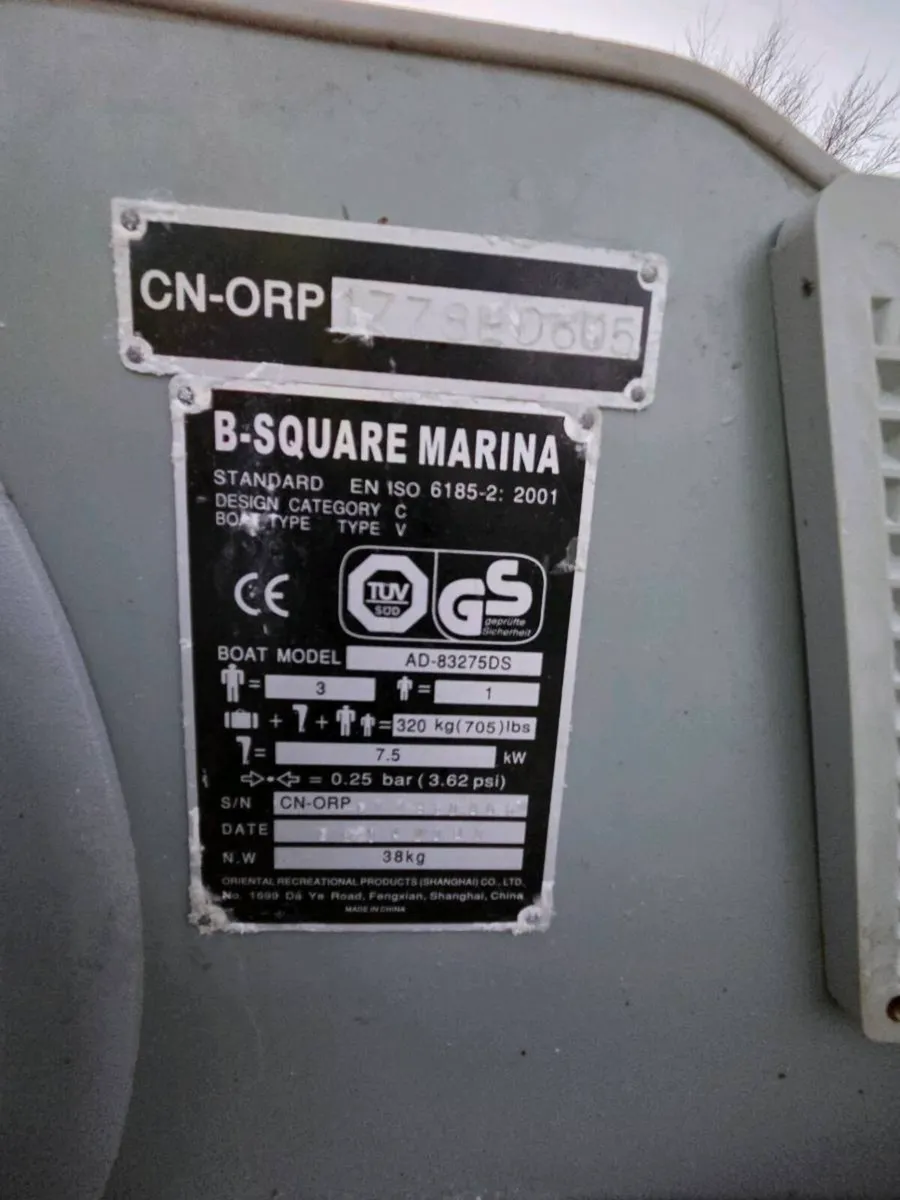 CN-ORP
B-SQUARE MARINA
STANDARD EN ISO 6185-2: 2001
DESIGN CATEGORY C
BOAT TYPE TYPE V
CE
TÜV
SÜD
GS
geprüfte
Sicherheit
BOAT MODEL AD-83275DS
= 3 = 1
+ + = 320 kg(705)lbs
= 7.5 kW
= 0.25 bar (3.62 psi)
S/N CN-ORP
DATE
N.W 38kg
ORIENTAL RECREATIONAL PRODUCTS (SHANGHAI) CO., LTD.
No. 1699 Da Ye Road, Fengxian, Shanghai, China
MADE IN CHINA